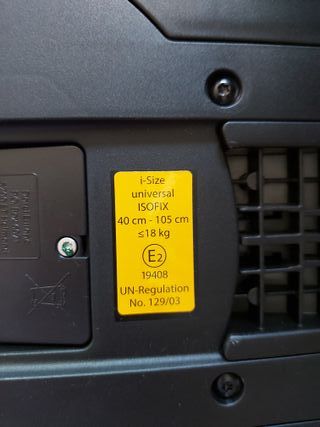 i-Size
universal
ISOFIX
40 cm - 105 cm
≤18 kg
E2
19408
UN-Regulation
No. 129/03